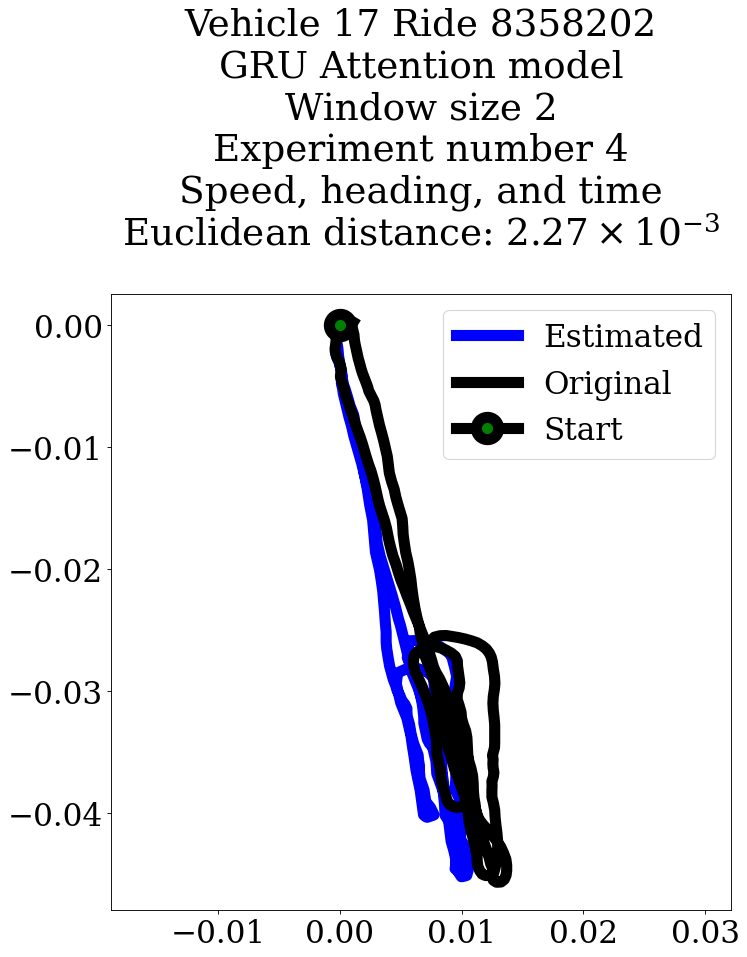 Vehicle 17 Ride 8358202
GRU Attention model
Window size 2
Experiment number 4
Speed, heading, and time
Euclidean distance: 2.27 × 10⁻³
Estimated
Original
Start
0.00
−0.01
−0.02
−0.03
−0.04
−0.01 0.00 0.01 0.02 0.03